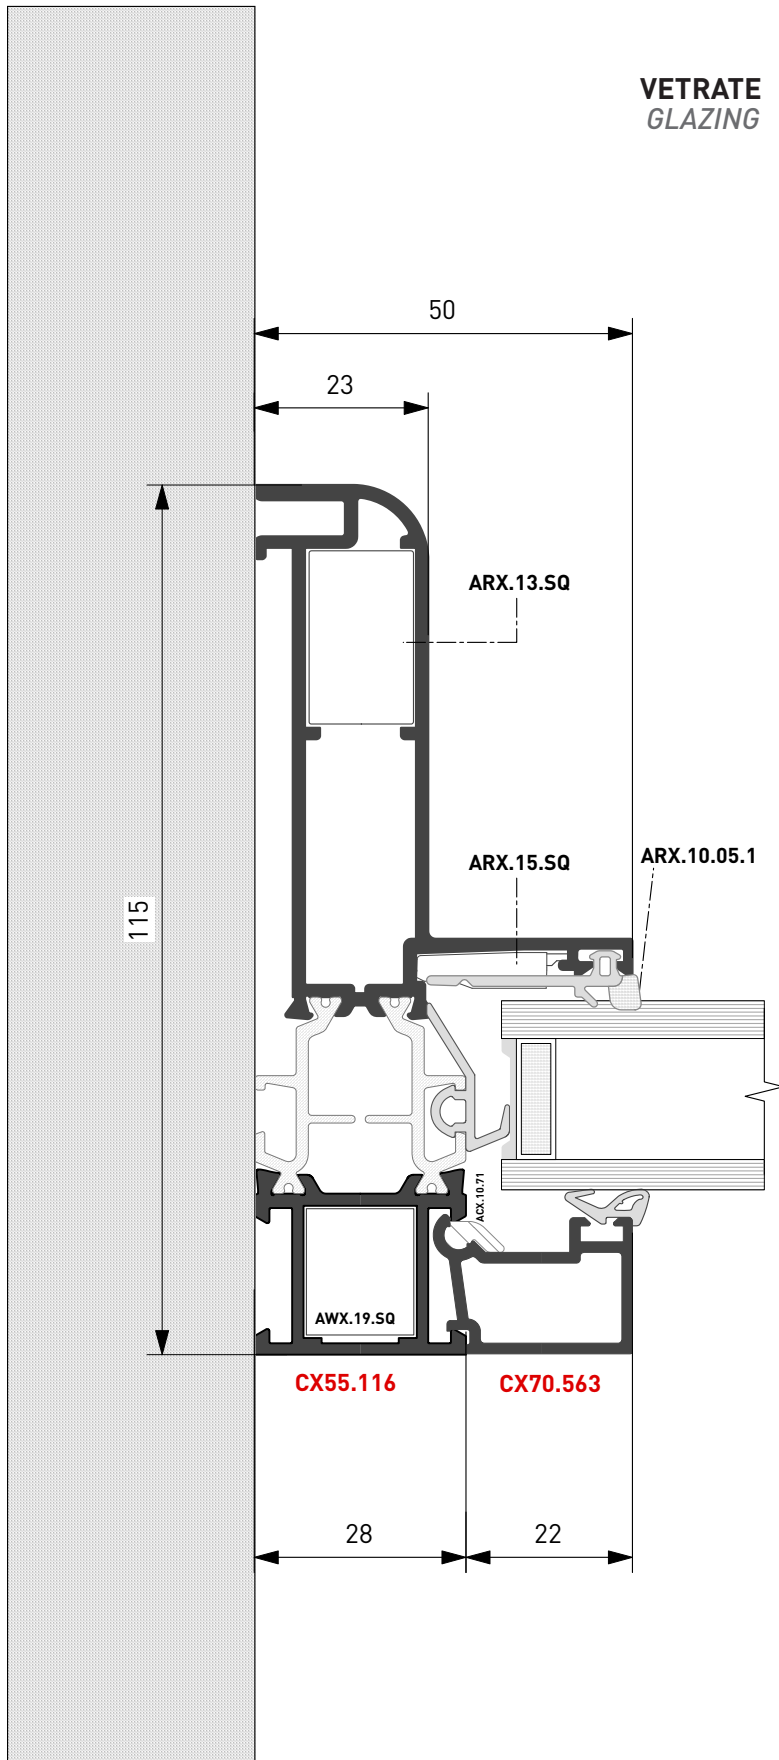 VETRATE
GLAZING
50
23
ARX.13.SQ
ARX.15.SQ
ARX.10.05.1
115
ACX.10.71
AWX.19.SQ
CX55.116
CX70.563
28
22